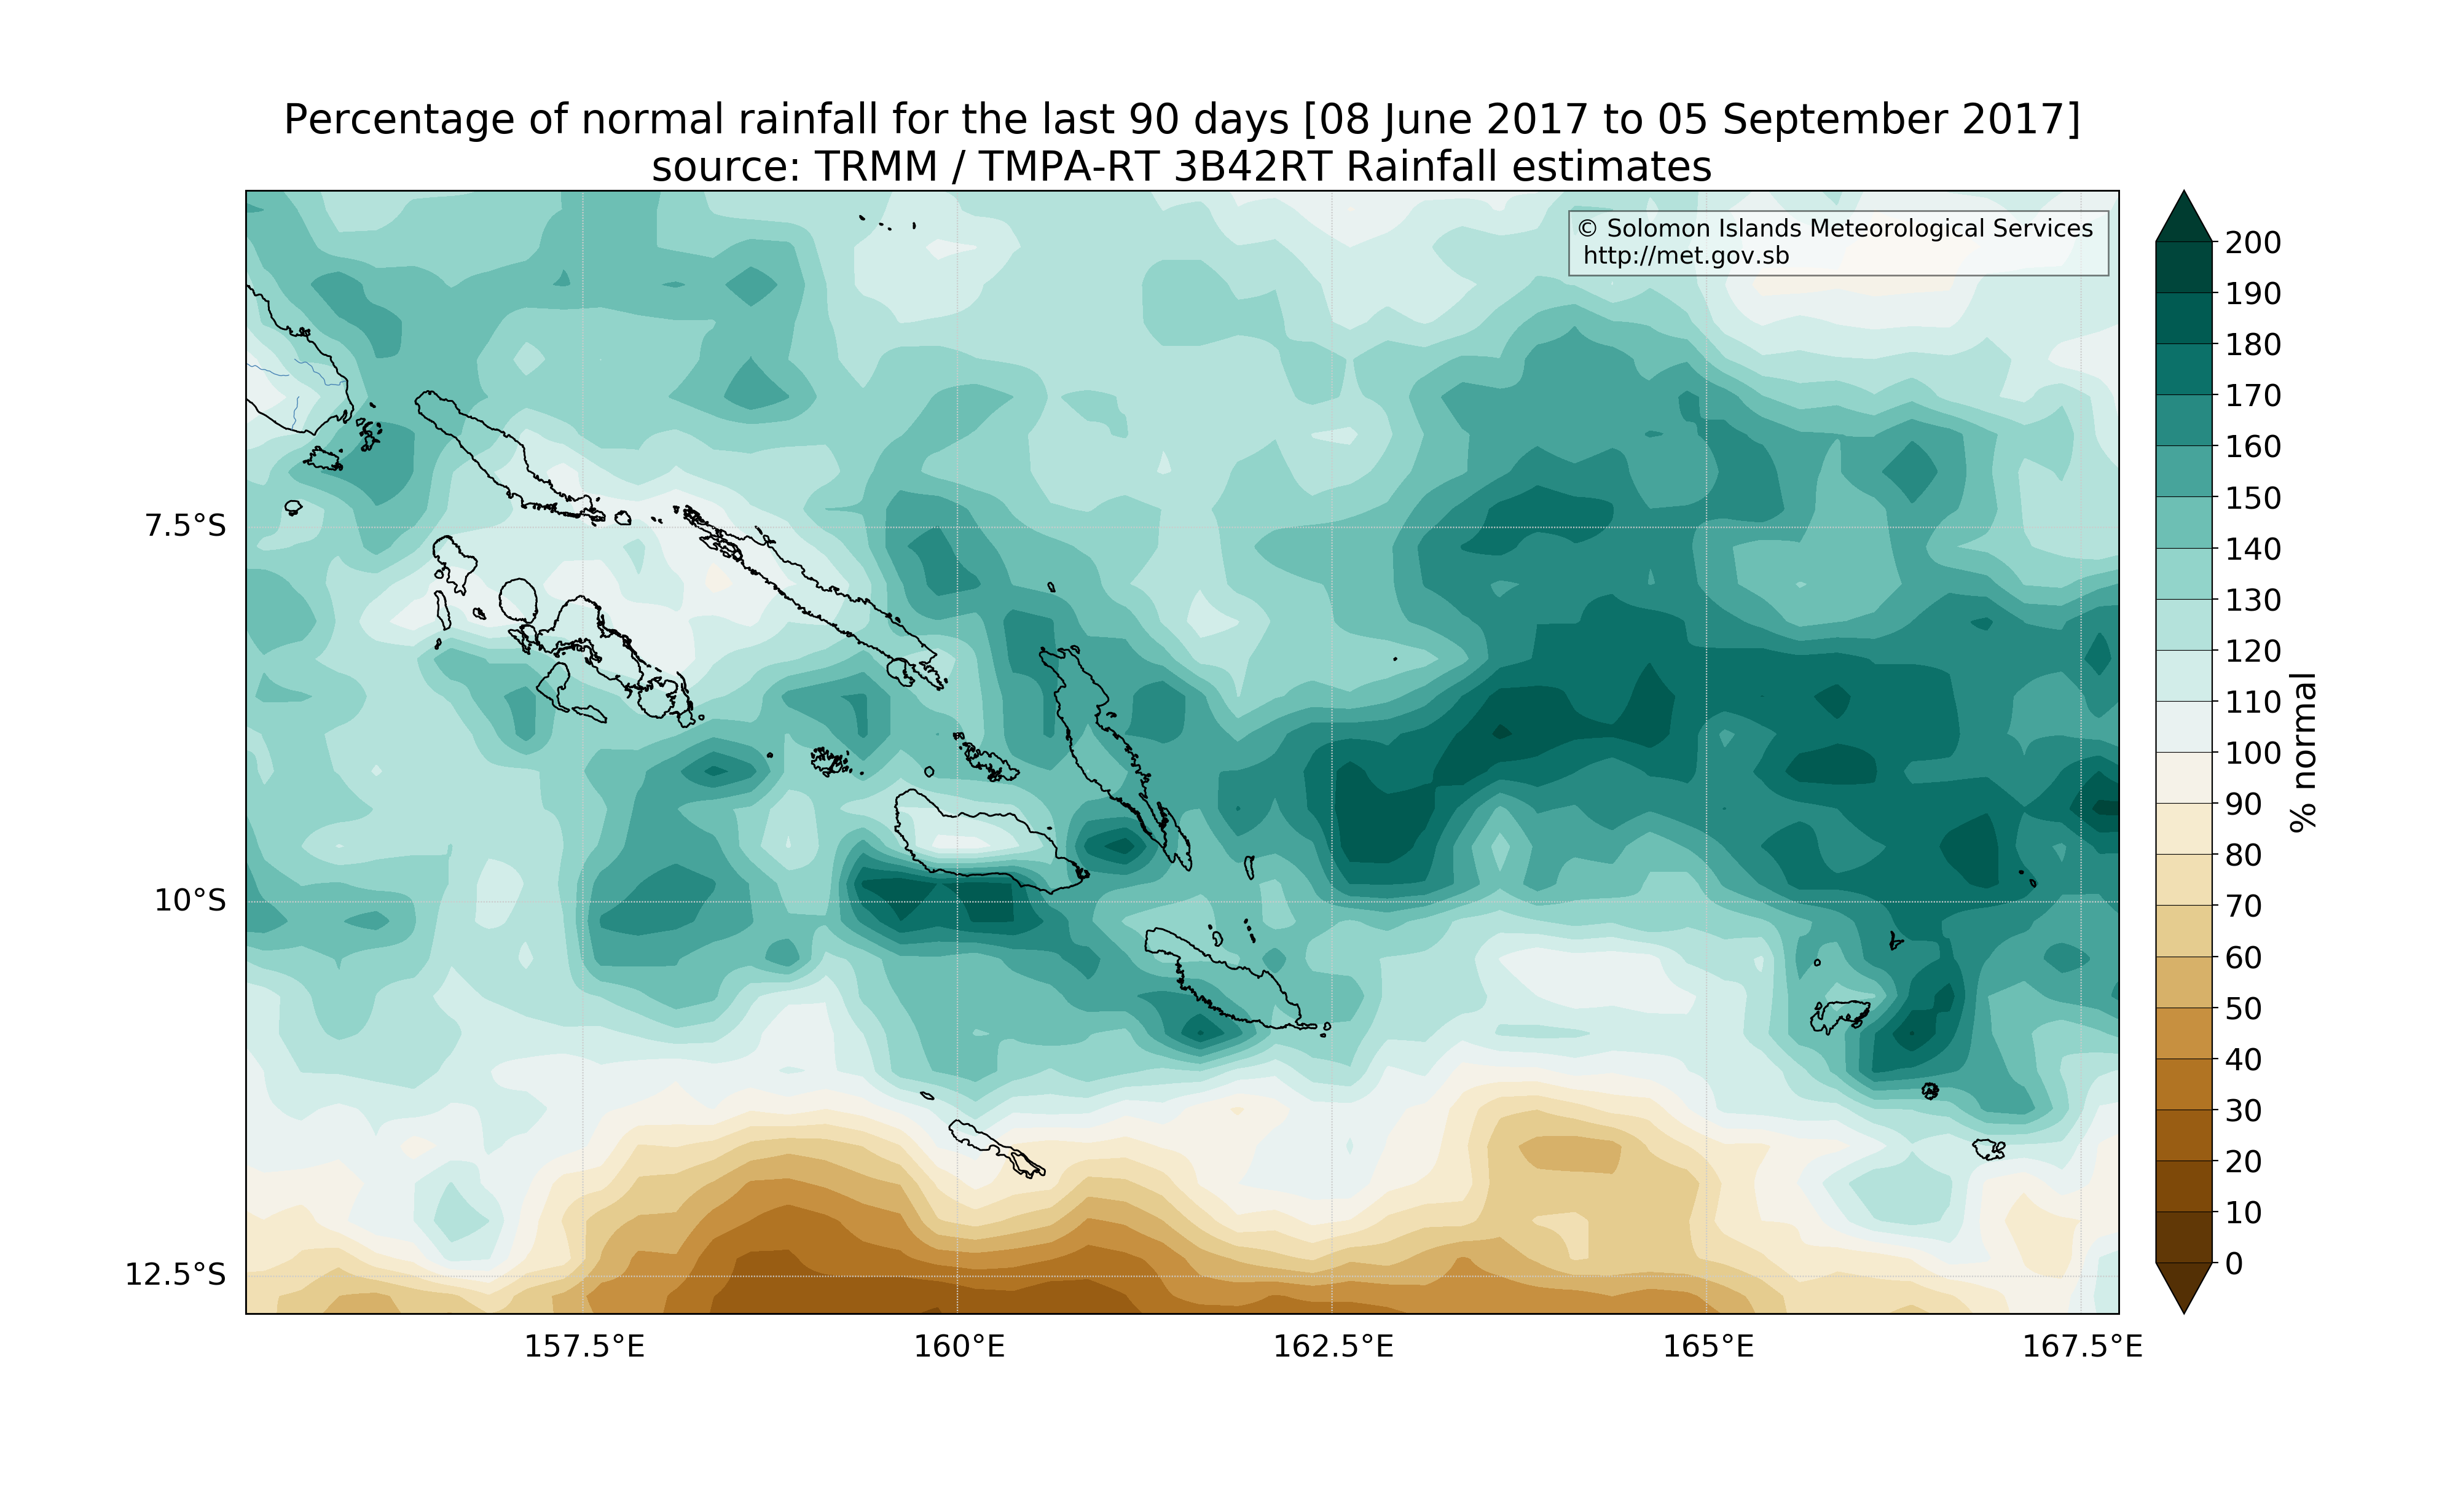 Percentage of normal rainfall for the last 90 days [08 June 2017 to 05 September 2017]
source: TRMM / TMPA-RT 3B42RT Rainfall estimates
© Solomon Islands Meteorological Services
http://met.gov.sb
7.5°S
10°S
12.5°S
157.5°E
160°E
162.5°E
165°E
167.5°E
200
190
180
170
160
150
140
130
120
110
100
90
80
70
60
50
40
30
20
10
0
% normal